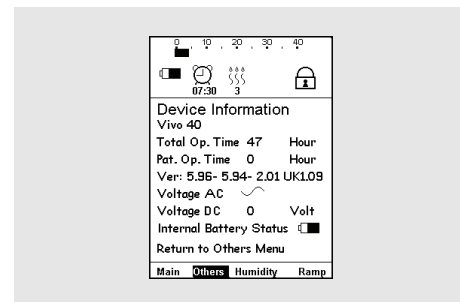 0 10 20 30 40
07:30 3
Device Information
Vivo 40
Total Op. Time 47 Hour
Pat. Op. Time 0 Hour
Ver: 5.96- 5.94- 2.01 UK1.09
Voltage AC
Voltage DC 0 Volt
Internal Battery Status
Return to Others Menu
Main Others Humidity Ramp